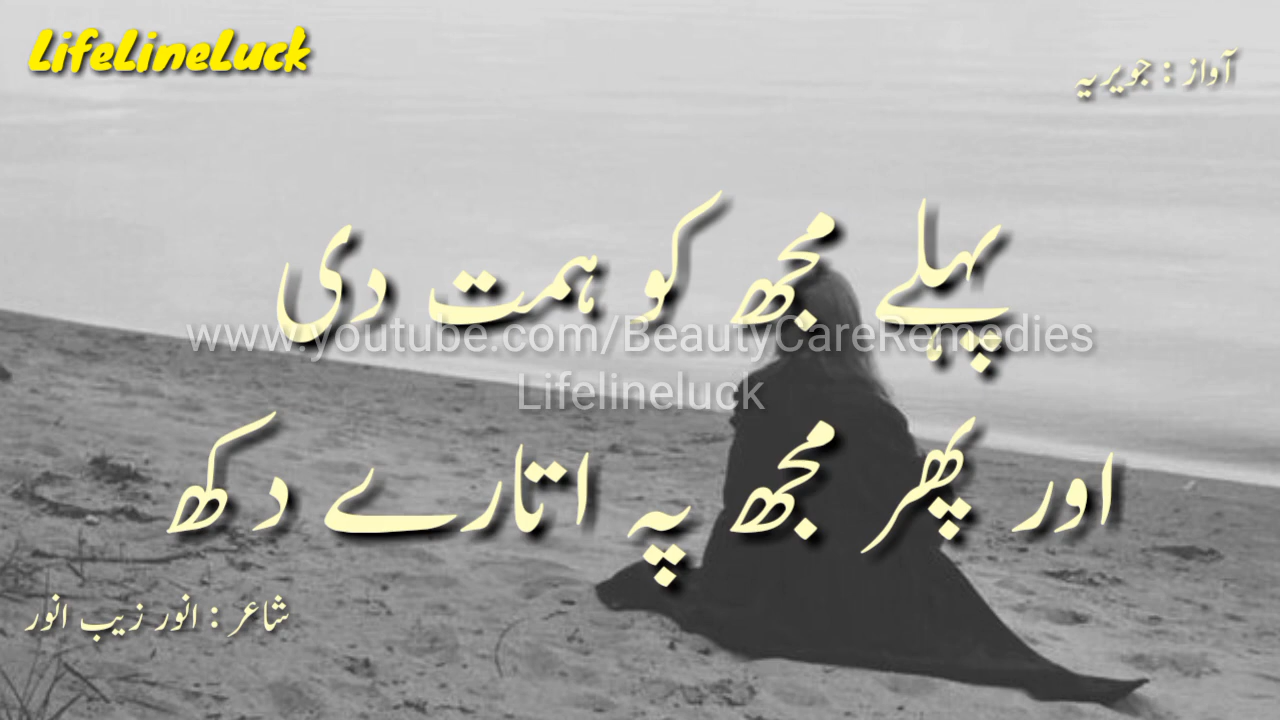 LifeLineLuck
آواز : جویریہ
پہلے مجھ کو ہمت دی
www.youtube.com/BeautyCareRemedies
Lifelineluck
اور پھر مجھ پہ اتارے دکھ
شاعر : انور زیب انور